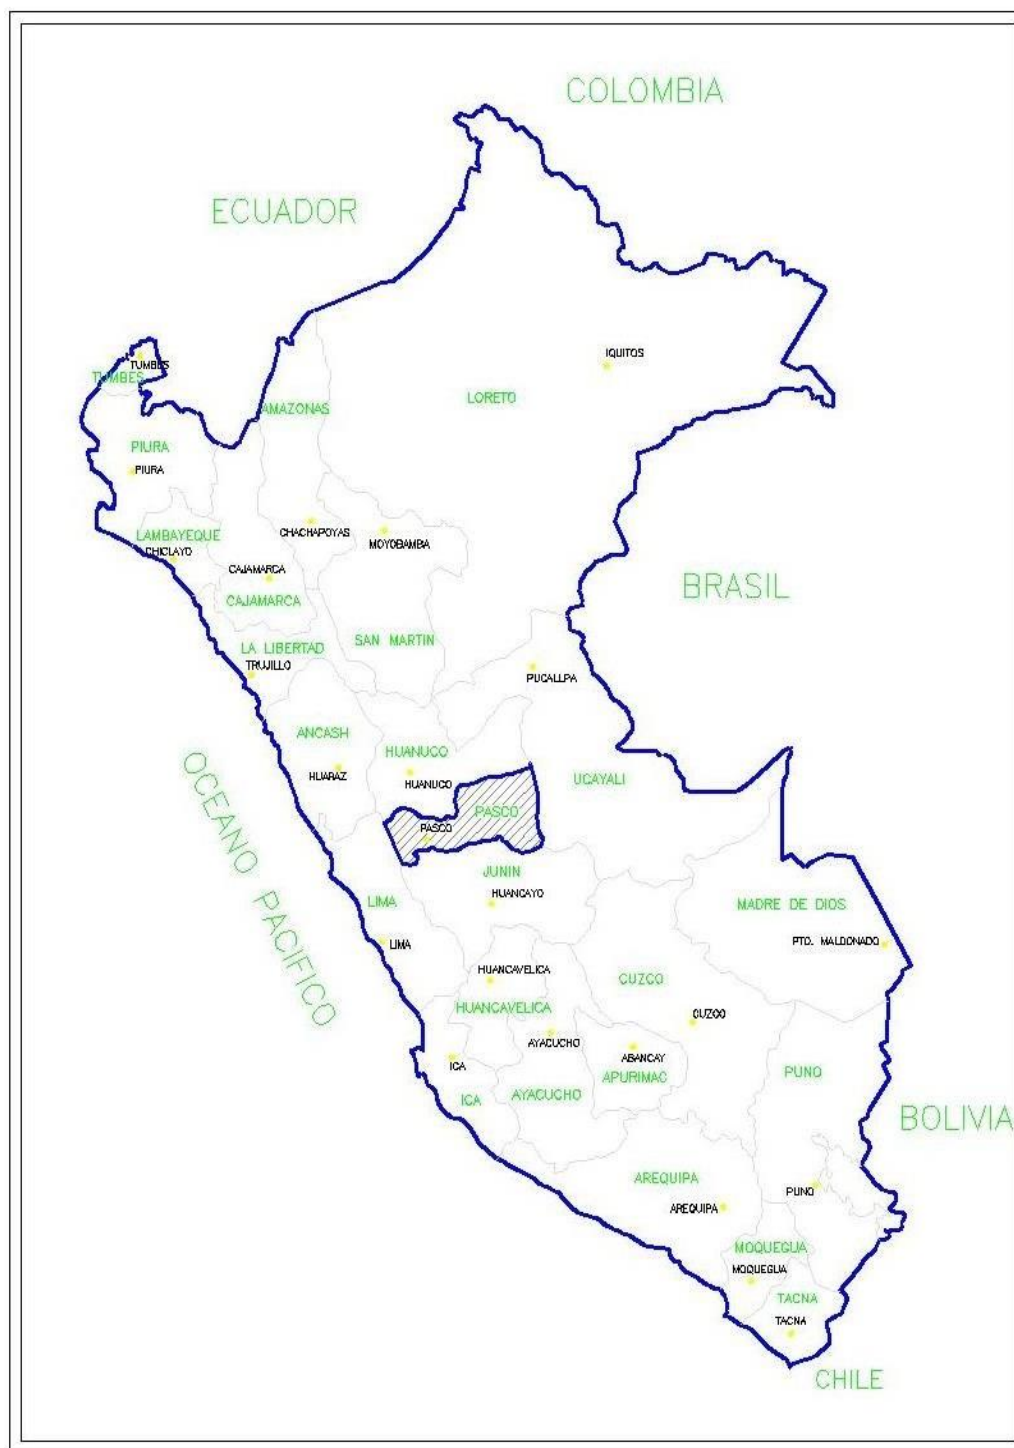 COLOMBIA
ECUADOR
IQUITOS
TUMBES
TUMBES
LORETO
AMAZONAS
PIURA
PIURA
CHACHAPOYAS
LAMBAYEQUE
MOYOBAMBA
CHICLAYO
CAJAMARCA
BRASIL
CAJAMARCA
SAN MARTIN
LA LIBERTAD
TRUJILLO
PUCALLPA
ANCASH
HUANUCO
HUARAZ
HUANUCO
UCAYALI
OCEANO PACIFICO
PASCO
PASCO
JUNIN
HUANCAYO
LIMA
MADRE DE DIOS
LIMA
PTO. MALDONADO
HUANCAVELICA
CUZCO
HUANCAVELICA
CUZCO
AYACUCHO
ABANCAY
ICA
PUNO
APURIMAC
AYACUCHO
ICA
BOLIVIA
AREQUIPA
PUNO
AREQUIPA
MOQUEGUA
MOQUEGUA
TACNA
TACNA
CHILE